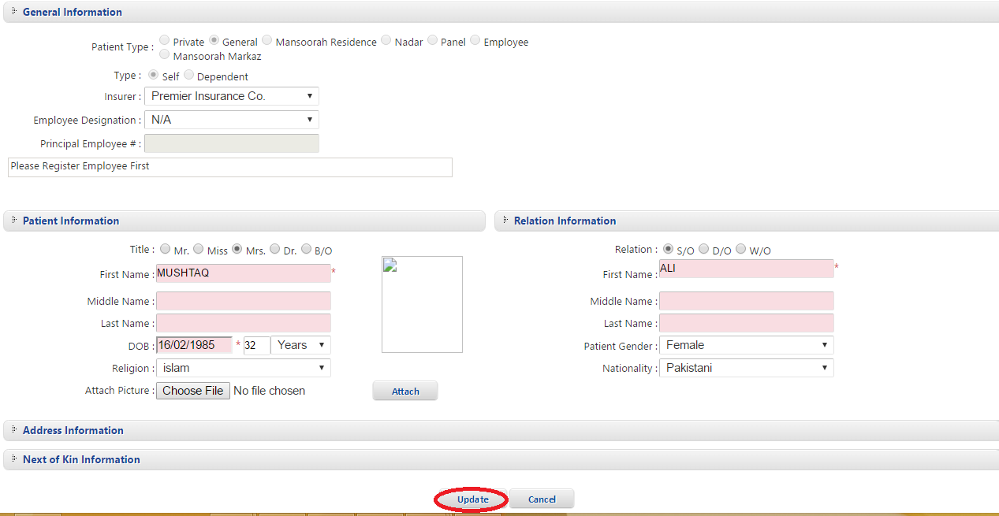 General Information
Patient Type : Private General Mansoorah Residence Nadar Panel Employee
Mansoorah Markaz
Type : Self Dependent
Insurer : Premier Insurance Co.
Employee Designation : N/A
Principal Employee # :
Please Register Employee First
Patient Information
Title : Mr. Miss Mrs. Dr. B/O
First Name : MUSHTAQ *
Middle Name :
Last Name :
DOB : 16/02/1985 * 32 Years
Religion : islam
Attach Picture : Choose File No file chosen
Attach
Relation Information
Relation : S/O D/O W/O
First Name : ALI *
Middle Name :
Last Name :
Patient Gender : Female
Nationality : Pakistani
Address Information
Next of Kin Information
Update Cancel